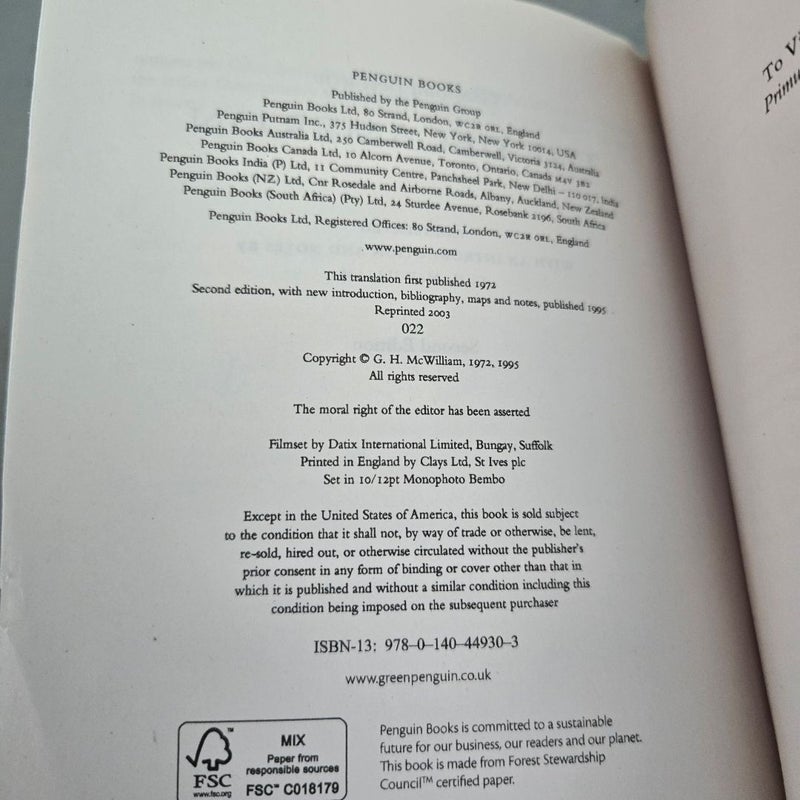 PENGUIN BOOKS
Published by the Penguin Group
Penguin Books Ltd, 80 Strand, London, WC2R 0RL, England
Penguin Putnam Inc., 375 Hudson Street, New York, New York 10014, USA
Penguin Books Australia Ltd, 250 Camberwell Road, Camberwell, Victoria 3124, Australia
Penguin Books Canada Ltd, 10 Alcorn Avenue, Toronto, Ontario, Canada M4V 3B2
Penguin Books India (P) Ltd, 11 Community Centre, Panchsheel Park, New Delhi – 110 017, India
Penguin Books (NZ) Ltd, Cnr Rosedale and Airborne Roads, Albany, Auckland, New Zealand
Penguin Books (South Africa) (Pty) Ltd, 24 Sturdee Avenue, Rosebank 2196, South Africa
Penguin Books Ltd, Registered Offices: 80 Strand, London, WC2R 0RL, England
www.penguin.com
This translation first published 1972
Second edition, with new introduction, bibliography, maps and notes, published 1995
Reprinted 2003
022
Copyright © G. H. McWilliam, 1972, 1995
All rights reserved
The moral right of the editor has been asserted
Filmset by Datix International Limited, Bungay, Suffolk
Printed in England by Clays Ltd, St Ives plc
Set in 10/12pt Monophoto Bembo
Except in the United States of America, this book is sold subject
to the condition that it shall not, by way of trade or otherwise, be lent,
re-sold, hired out, or otherwise circulated without the publisher's
prior consent in any form of binding or cover other than that in
which it is published and without a similar condition including this
condition being imposed on the subsequent purchaser
ISBN-13: 978–0–140–44930–3
www.greenpenguin.co.uk
FSC
www.fsc.org
MIX
Paper from
responsible sources
FSC™ C018179
Penguin Books is committed to a sustainable
future for our business, our readers and our planet.
This book is made from Forest Stewardship
Council™ certified paper.
To